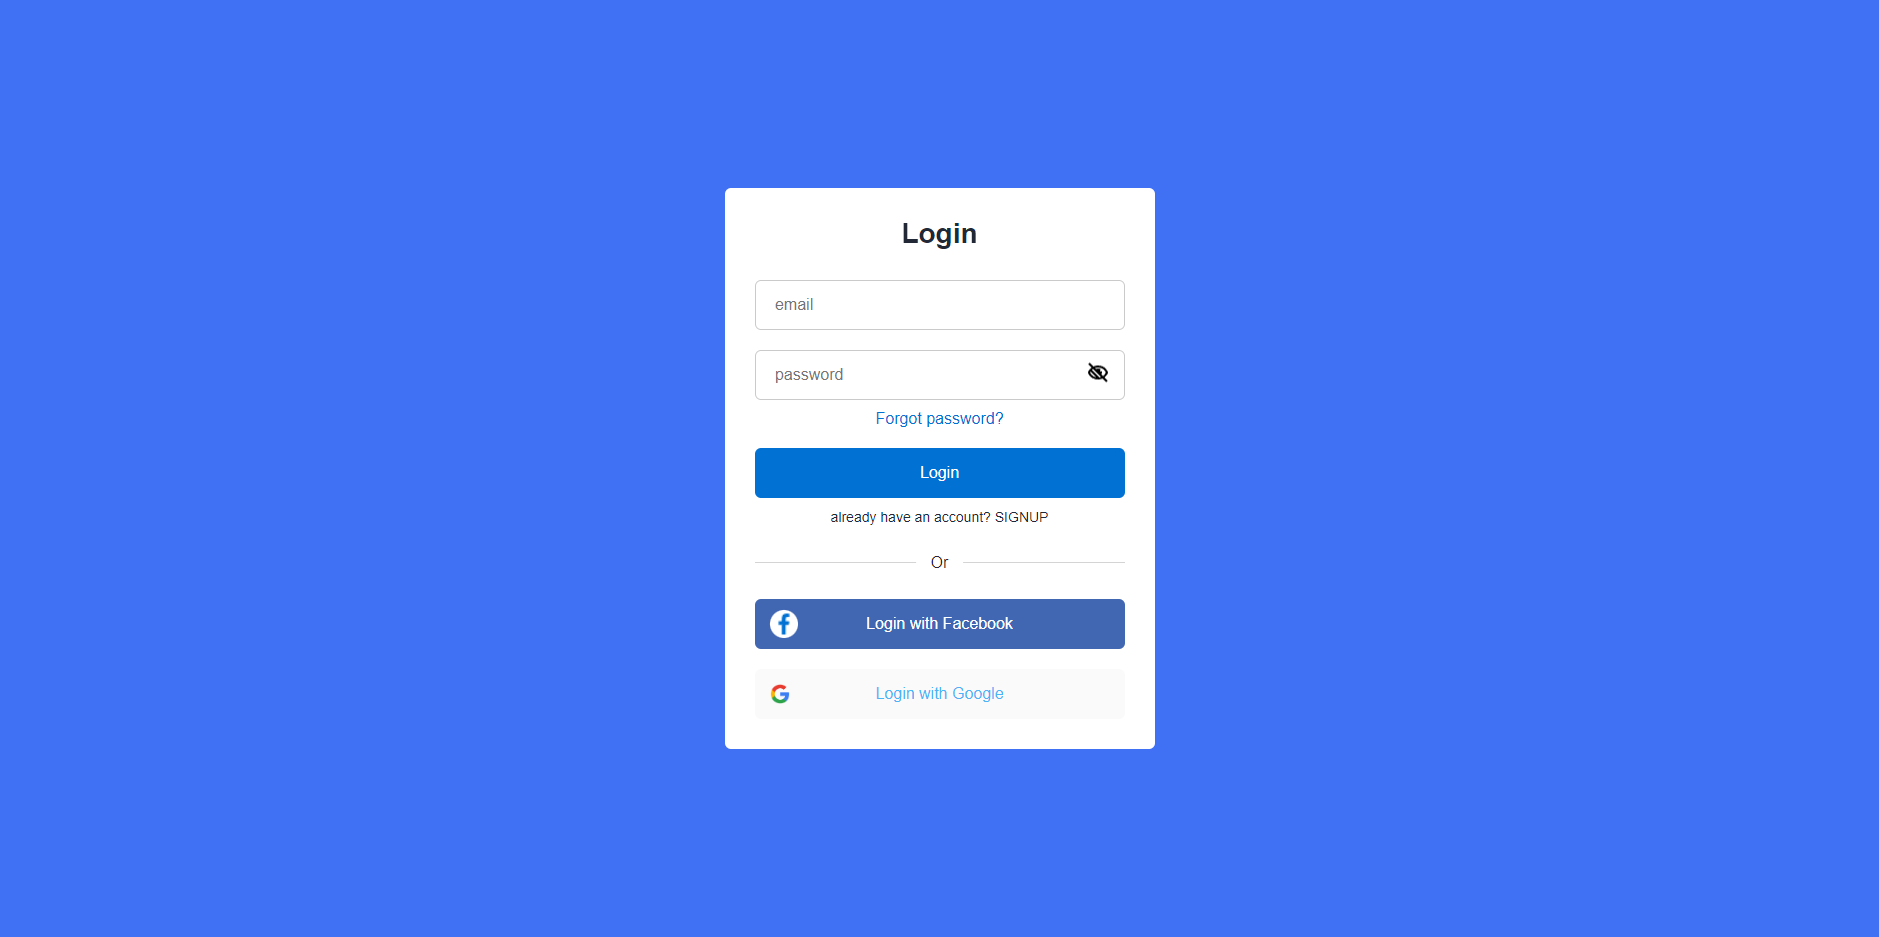 Login
email
password
Forgot password?
Login
already have an account? SIGNUP
Or
Login with Facebook
Login with Google